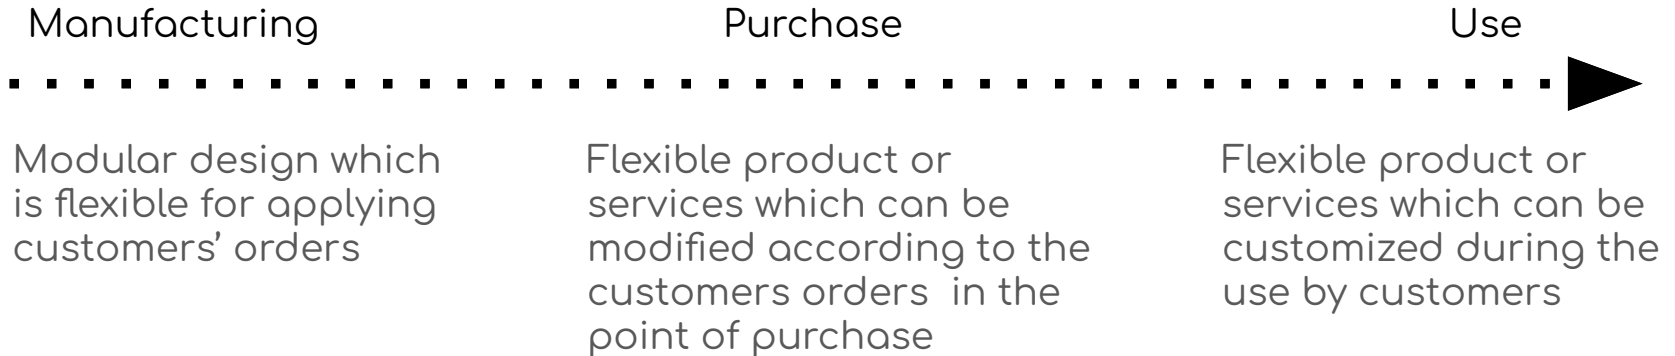 Manufacturing
Purchase
Use
Modular design which
is flexible for applying
customers’ orders
Flexible product or
services which can be
modified according to the
customers orders  in the
point of purchase
Flexible product or
services which can be
customized during the
use by customers